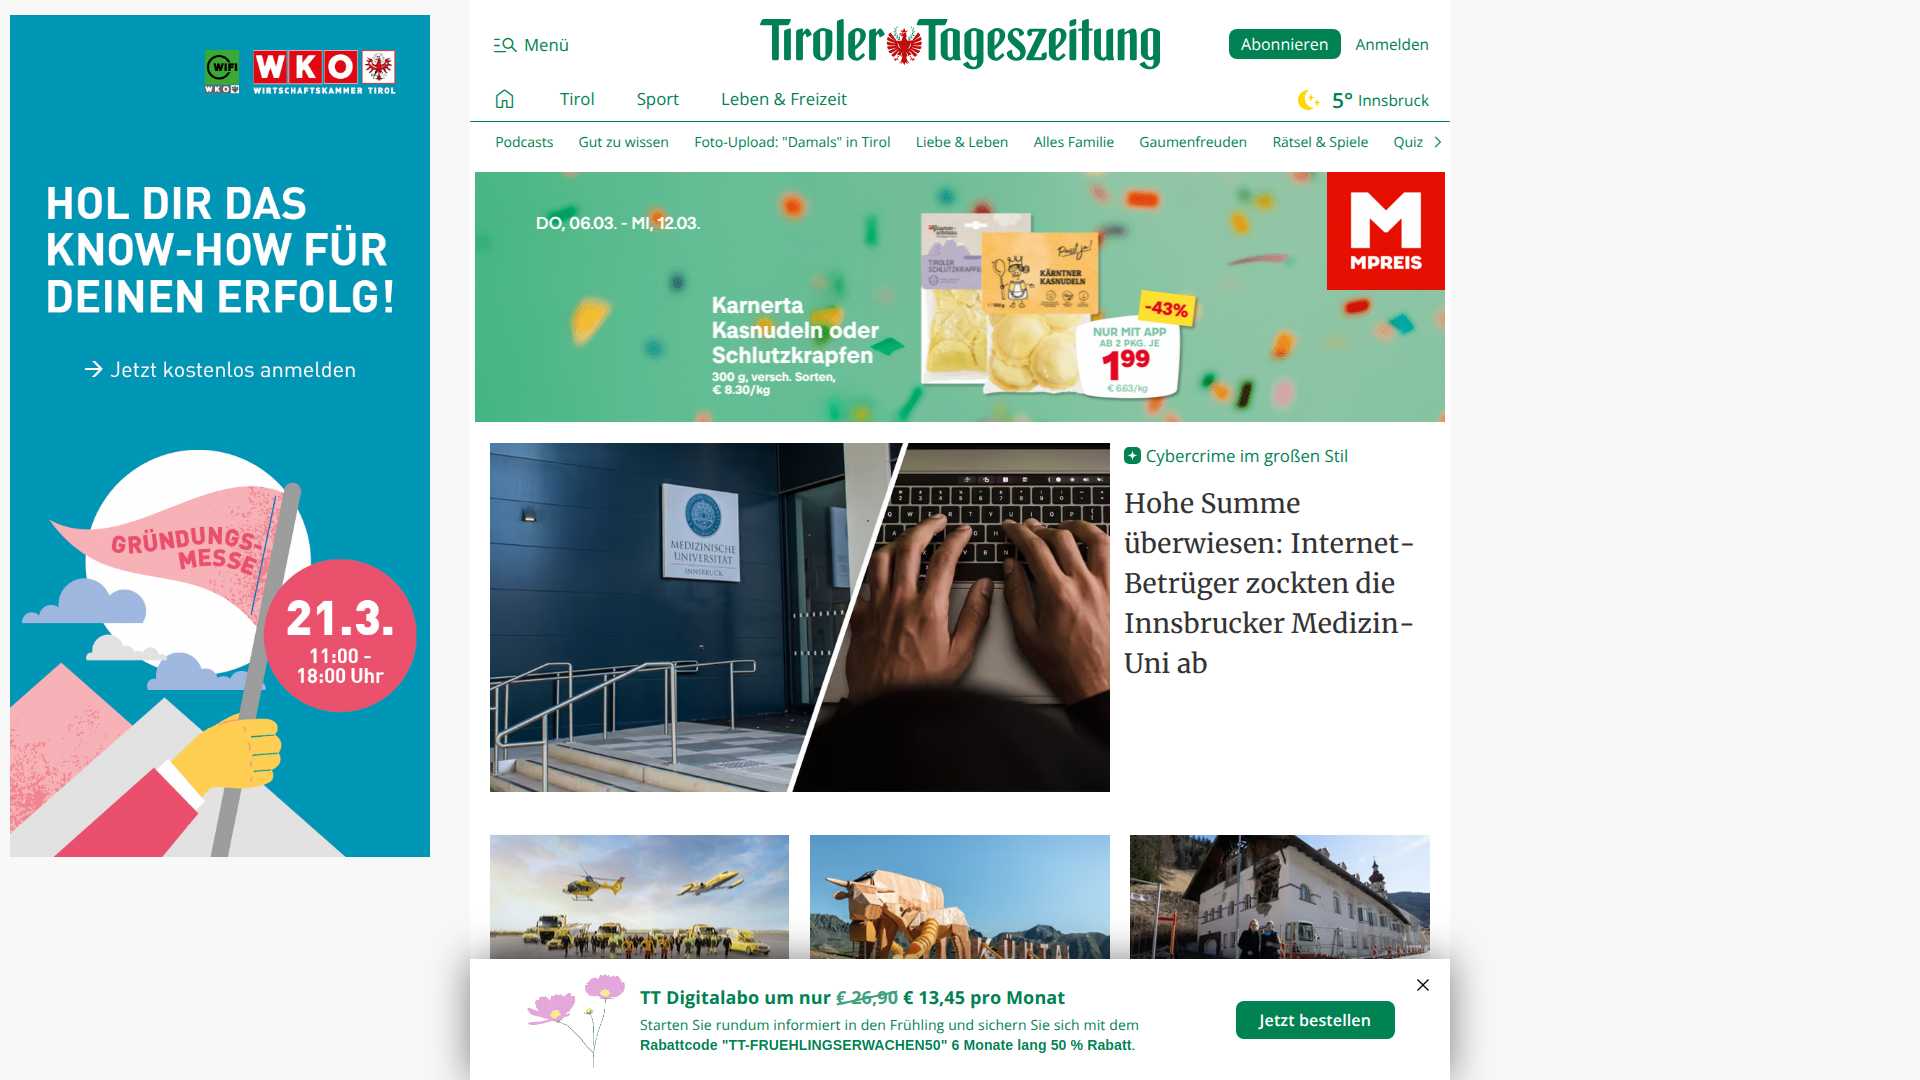 WIFI
WKO
WKO
WIRTSCHAFTSKAMMER TIROL
HOL DIR DAS
KNOW-HOW FÜR
DEINEN ERFOLG!
→ Jetzt kostenlos anmelden
GRÜNDUNGS-
MESSE
21.3.
11:00 -
18:00 Uhr
Menü
Tiroler Tageszeitung
Abonnieren
Anmelden
Tirol
Sport
Leben & Freizeit
5° Innsbruck
Podcasts
Gut zu wissen
Foto-Upload: "Damals" in Tirol
Liebe & Leben
Alles Familie
Gaumenfreuden
Rätsel & Spiele
Quiz
DO, 06.03. - MI, 12.03.
Karnerta
Kasnudeln oder
Schlutzkrapfen
300 g, versch. Sorten,
€ 8.30/kg
TIROLER
SCHLUTZKRAPFE
KÄRNTNER
KASNUDELN
-43%
NUR MIT APP
AB 2 PKG. JE
1 99
€ 6.63/kg
M
MPREIS
MEDIZINISCHE
UNIVERSITÄT
INNSBRUCK
Cybercrime im großen Stil
Hohe Summe
überwiesen: Internet-
Betrüger zockten die
Innsbrucker Medizin-
Uni ab
TT Digitalabo um nur € 26,90 € 13,45 pro Monat
Starten Sie rundum informiert in den Frühling und sichern Sie sich mit dem
Rabattcode "TT-FRUEHLINGSERWACHEN50" 6 Monate lang 50 % Rabatt.
Jetzt bestellen